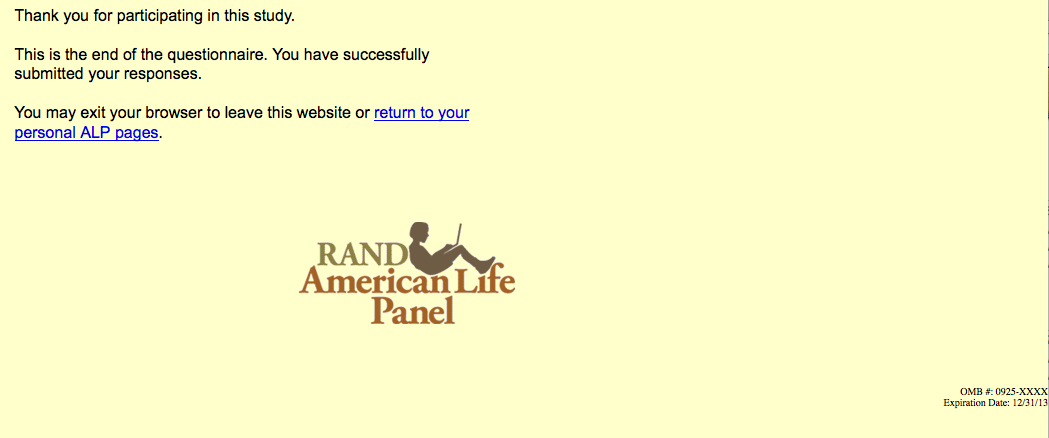 Thank you for participating in this study.
This is the end of the questionnaire. You have successfully
submitted your responses.
You may exit your browser to leave this website or return to your
personal ALP pages.
RAND
American Life
Panel
OMB #: 0925-XXXX
Expiration Date: 12/31/13